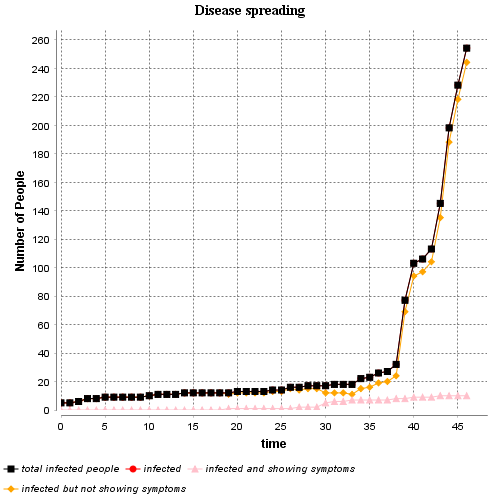 Disease spreading
260
240
220
200
180
160
140
120
100
80
60
40
20
0
Number of People
0 5 10 15 20 25 30 35 40 45
time
total infected people infected infected and showing symptoms
infected but not showing symptoms